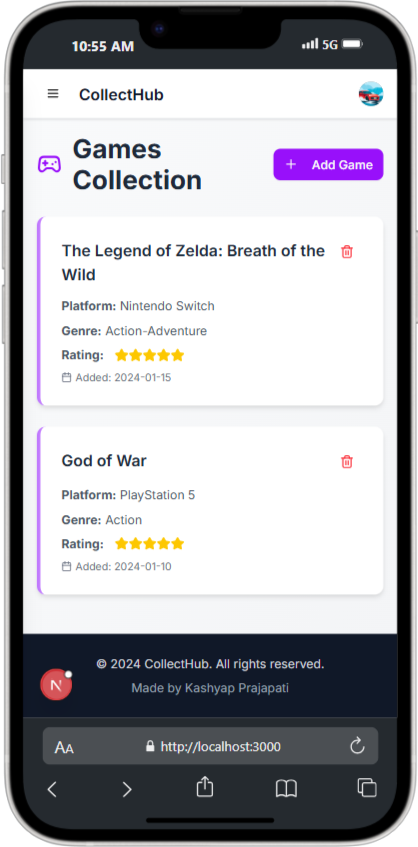 10:55 AM
5G
CollectHub
Games
Collection
+ Add Game
The Legend of Zelda: Breath of the
Wild
Platform: Nintendo Switch
Genre: Action-Adventure
Rating:
Added: 2024-01-15
God of War
Platform: PlayStation 5
Genre: Action
Rating:
Added: 2024-01-10
© 2024 CollectHub. All rights reserved.
N
Made by Kashyap Prajapati
AA
http://localhost:3000